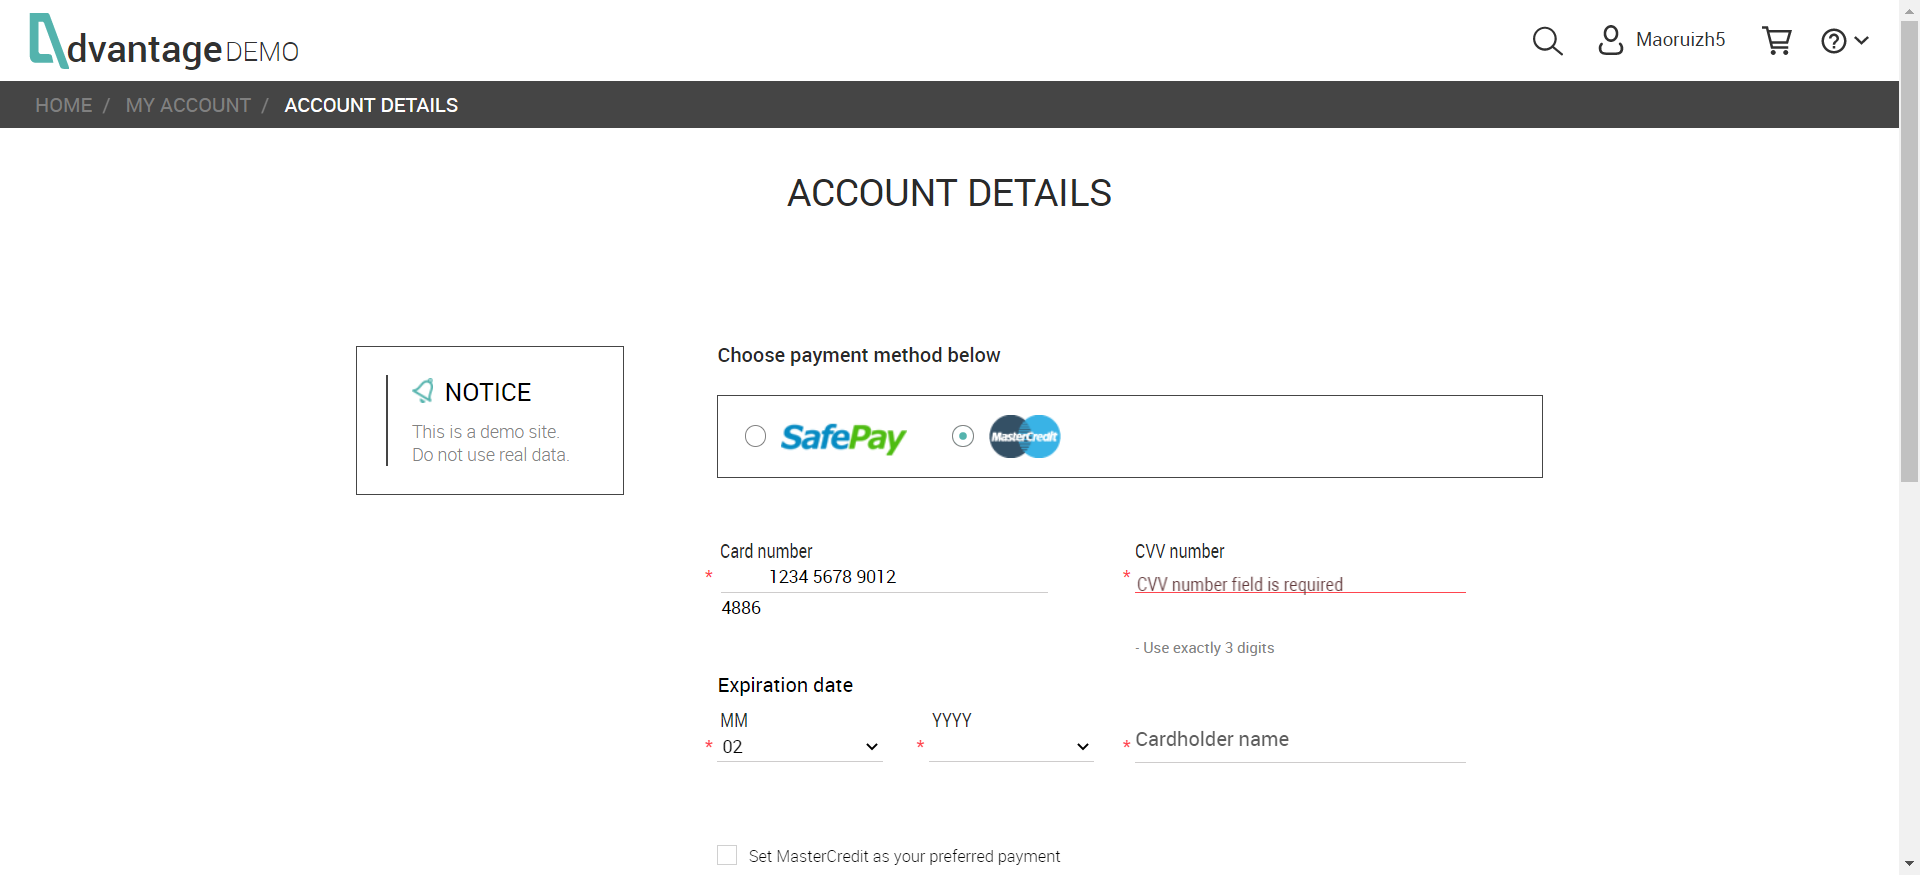 dvantage DEMO
Maoruizh5
HOME / MY ACCOUNT / ACCOUNT DETAILS
ACCOUNT DETAILS
NOTICE
This is a demo site.
Do not use real data.
Choose payment method below
SafePay
MasterCredit
Card number
* 1234 5678 9012
4886
CVV number
* CVV number field is required
- Use exactly 3 digits
Expiration date
MM
* 02
YYYY
*
* Cardholder name
Set MasterCredit as your preferred payment